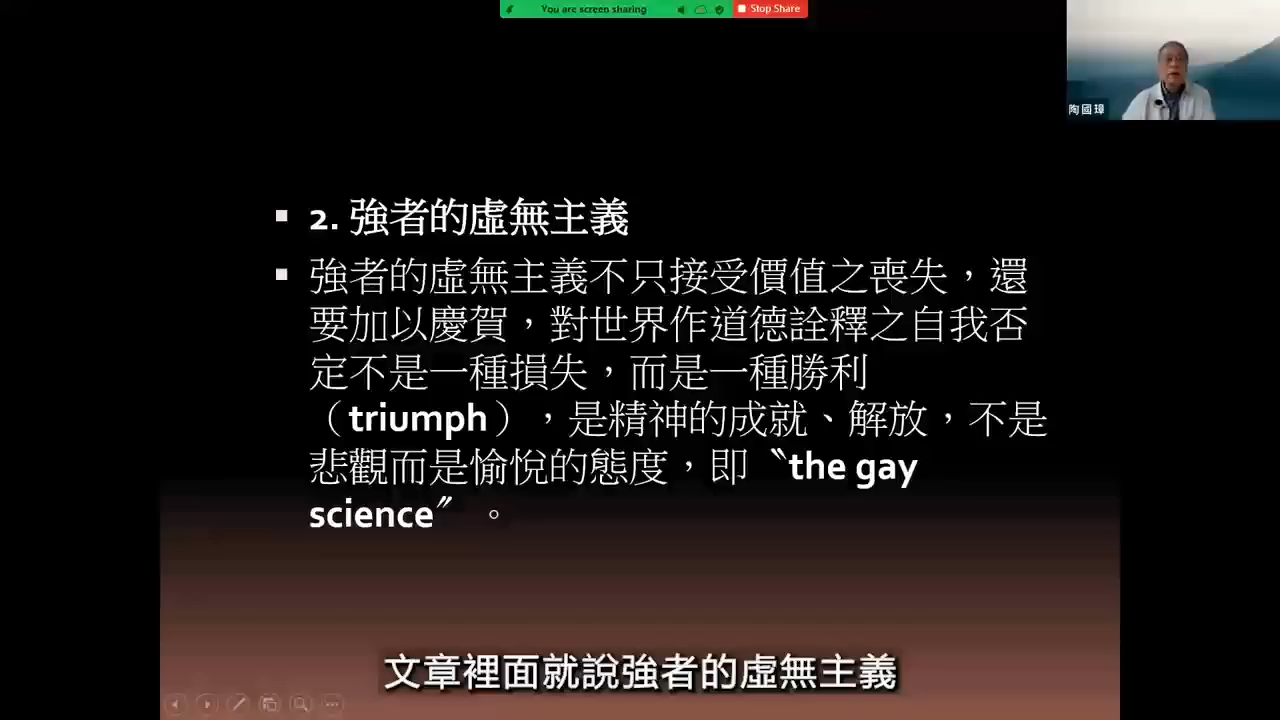 You are screen sharing
Stop Share
陶國璋
2. 強者的虛無主義
強者的虛無主義不只接受價值之喪失，還
要加以慶賀，對世界作道德詮釋之自我否
定不是一種損失，而是一種勝利
（triumph），是精神的成就、解放，不是
悲觀而是愉悅的態度，即〝the gay
science〞。
文章裡面就說強者的虛無主義